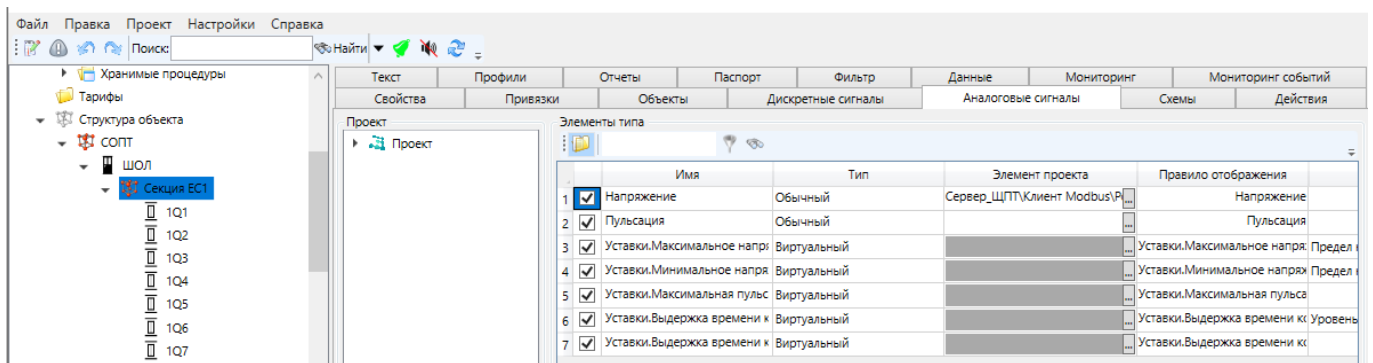 Файл Правка Проект Настройки Справка
Поиск: Найти
Хранимые процедуры
Тарифы
Структура объекта
СОПТ
ШОЛ
Секция ЕС1
1Q1
1Q2
1Q3
1Q4
1Q5
1Q6
1Q7
Текст Профили Отчеты Паспорт Фильтр Данные Мониторинг Мониторинг событий
Свойства Привязки Объекты Дискретные сигналы Аналоговые сигналы Схемы Действия
Проект
Проект
Элементы типа
Имя Тип Элемент проекта Правило отображения
1 Напряжение Обычный Сервер_ЩПТ\Клиент Modbus\ ... Напряжение
2 Пульсация Обычный ... Пульсация
3 Уставки.Максимальное напря Виртуальный ... Уставки.Максимальное напря Предел
4 Уставки.Минимальное напря Виртуальный ... Уставки.Минимальное напряж Предел
5 Уставки.Максимальная пульс Виртуальный ... Уставки.Максимальная пульса
6 Уставки.Выдержка времени к Виртуальный ... Уставки.Выдержка времени кс Уровень
7 Уставки.Выдержка времени к Виртуальный ... Уставки.Выдержка времени кс